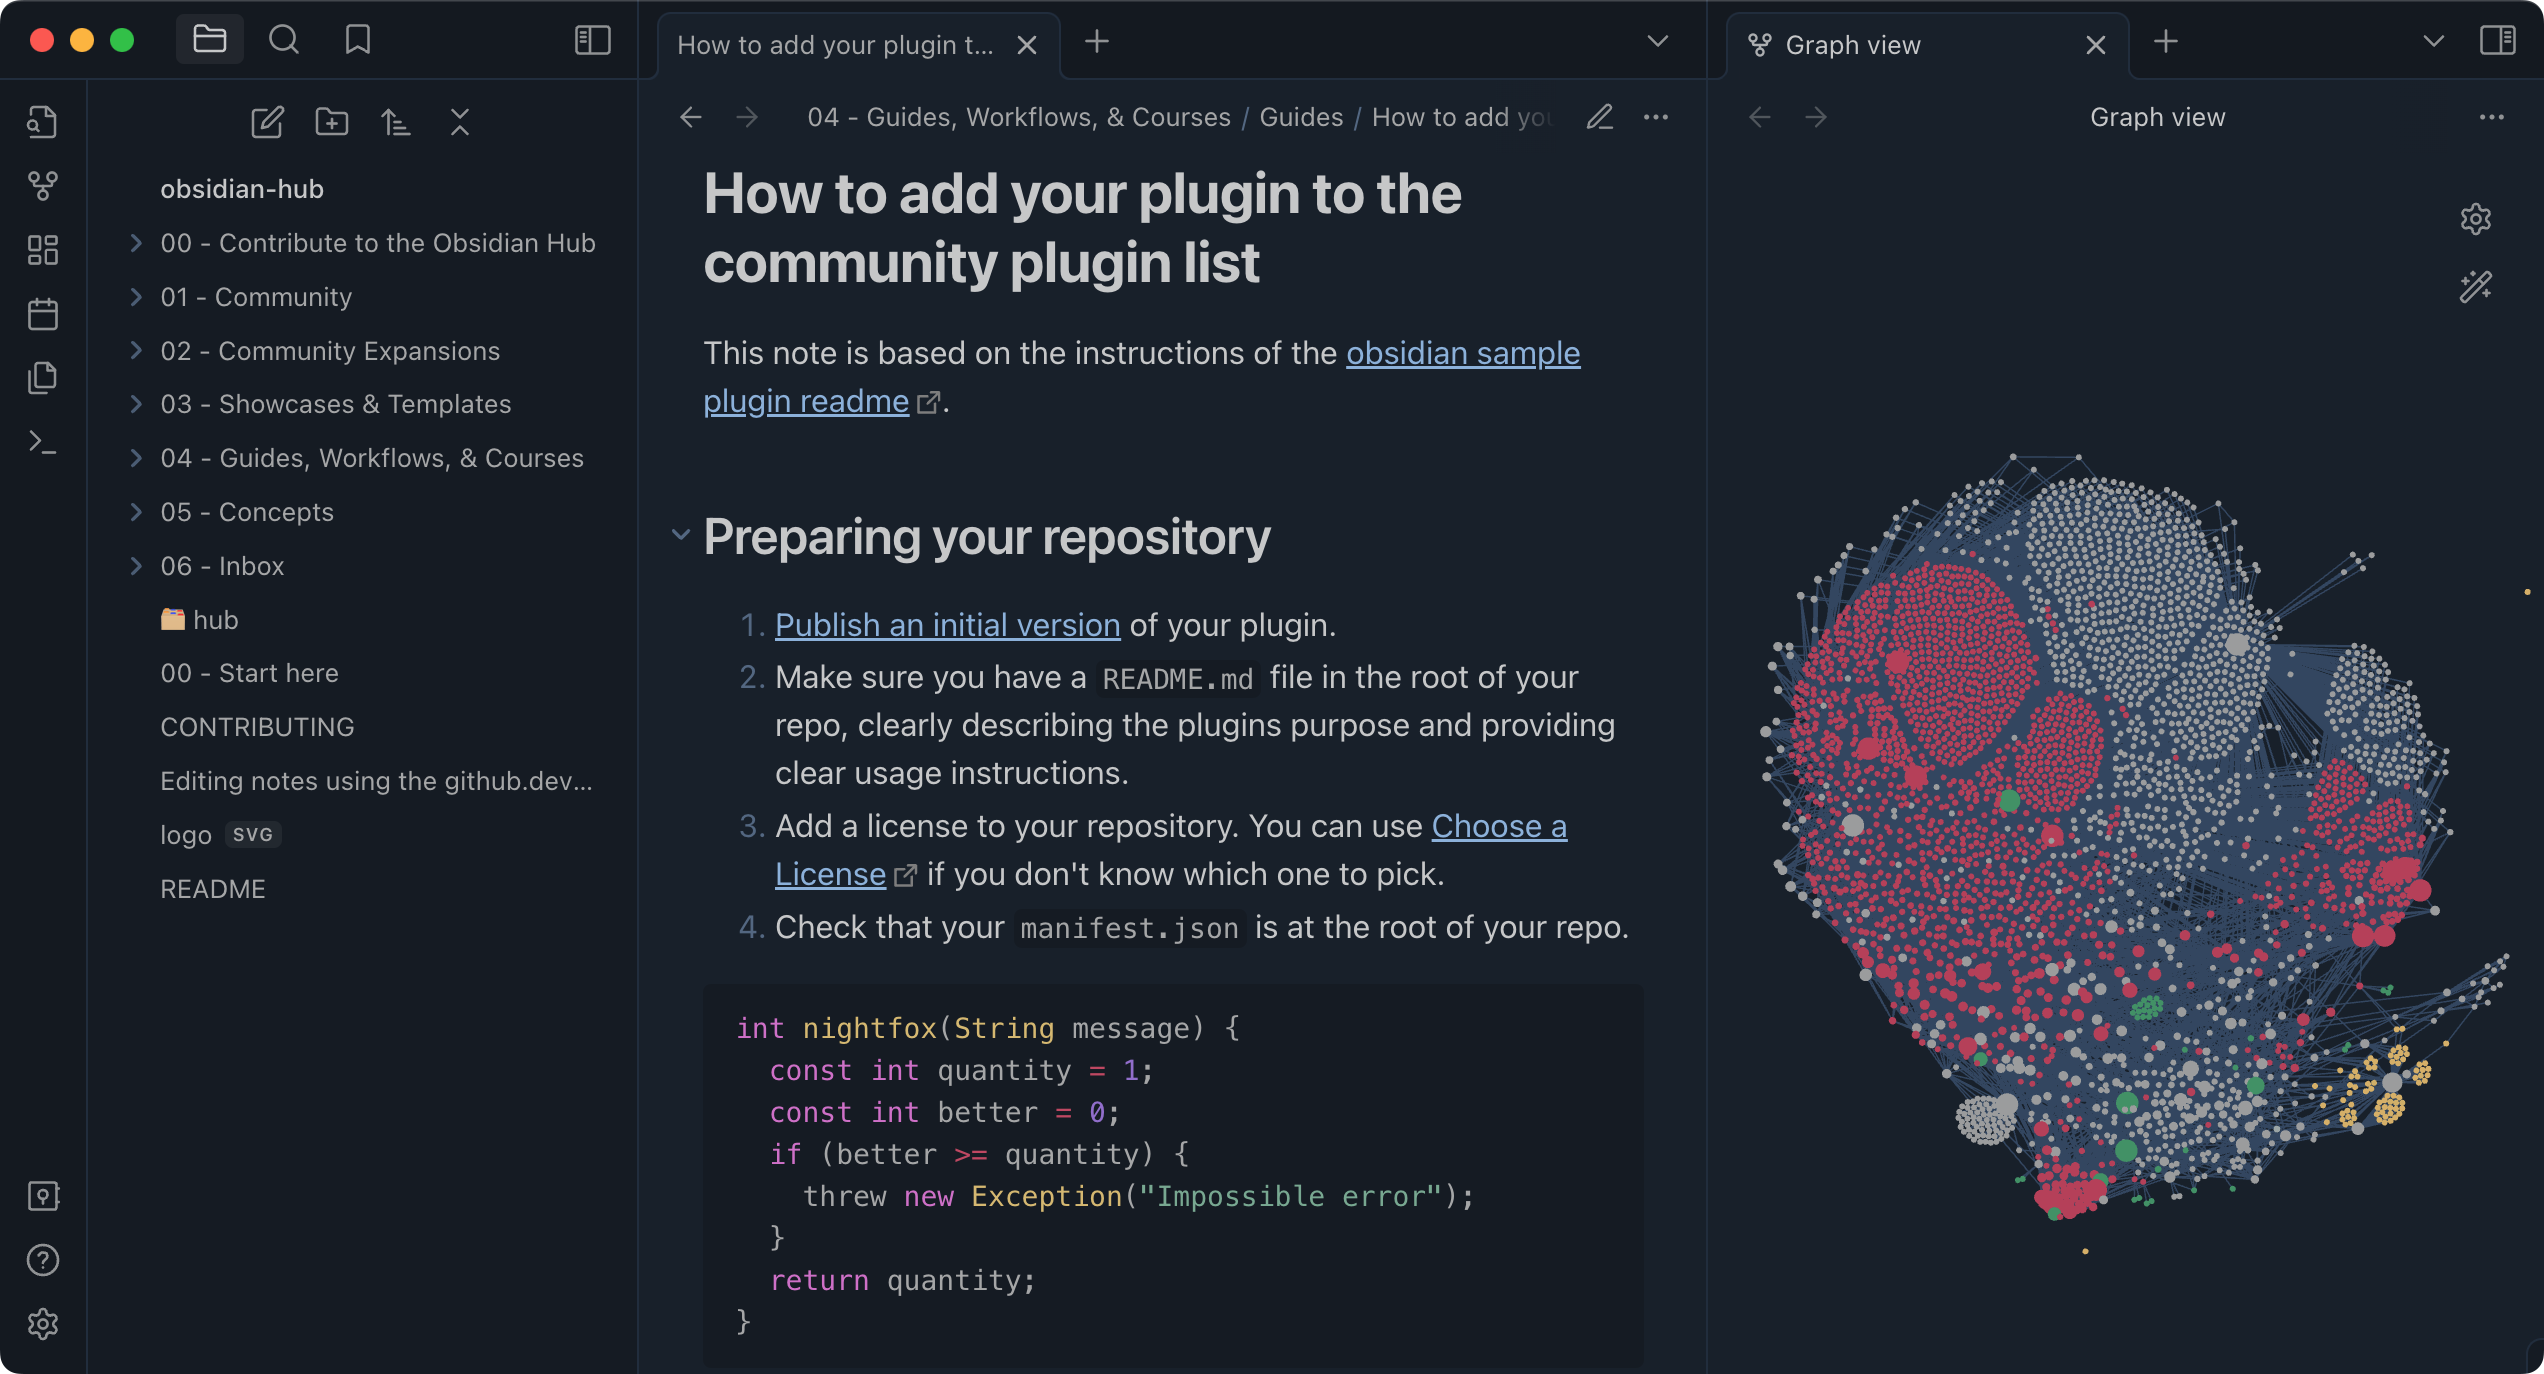 How to add your plugin t...
Graph view
04 - Guides, Workflows, & Courses / Guides / How to add you
Graph view
obsidian-hub
00 - Contribute to the Obsidian Hub
01 - Community
02 - Community Expansions
03 - Showcases & Templates
04 - Guides, Workflows, & Courses
05 - Concepts
06 - Inbox
hub
00 - Start here
CONTRIBUTING
Editing notes using the github.dev...
logo SVG
README
How to add your plugin to the
community plugin list
This note is based on the instructions of the obsidian sample
plugin readme.
Preparing your repository
1. Publish an initial version of your plugin.
2. Make sure you have a README.md file in the root of your
repo, clearly describing the plugins purpose and providing
clear usage instructions.
3. Add a license to your repository. You can use Choose a
License if you don't know which one to pick.
4. Check that your manifest.json is at the root of your repo.
int nightfox(String message) {
  const int quantity = 1;
  const int better = 0;
  if (better >= quantity) {
    threw new Exception("Impossible error");
  }
  return quantity;
}